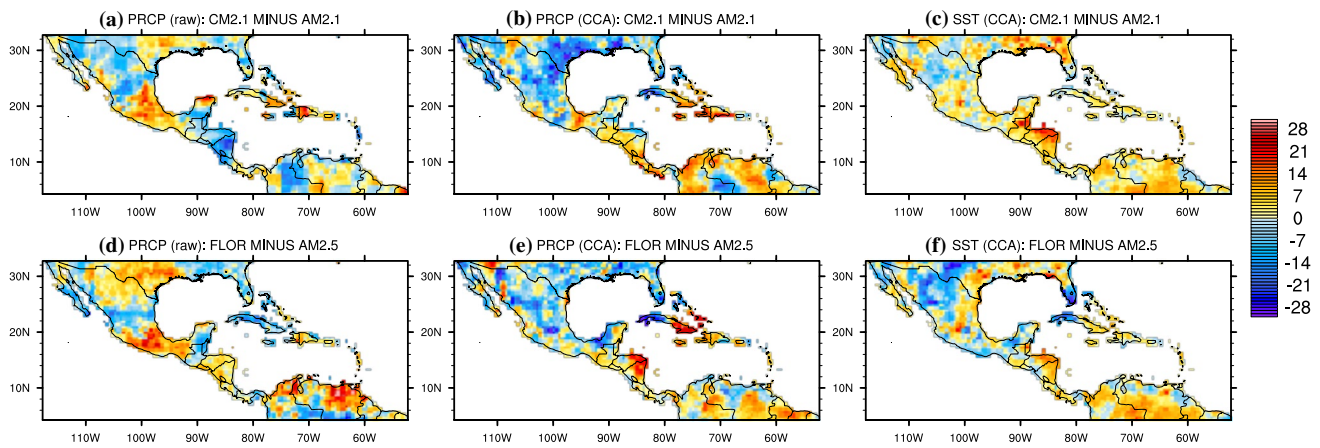 (a) PRCP (raw): CM2.1 MINUS AM2.1
(b) PRCP (CCA): CM2.1 MINUS AM2.1
(c) SST (CCA): CM2.1 MINUS AM2.1
30N
20N
10N
110W 100W 90W 80W 70W 60W
30N
20N
10N
110W 100W 90W 80W 70W 60W
30N
20N
10N
110W 100W 90W 80W 70W 60W
(d) PRCP (raw): FLOR MINUS AM2.5
(e) PRCP (CCA): FLOR MINUS AM2.5
(f) SST (CCA): FLOR MINUS AM2.5
30N
20N
10N
110W 100W 90W 80W 70W 60W
30N
20N
10N
110W 100W 90W 80W 70W 60W
30N
20N
10N
110W 100W 90W 80W 70W 60W
28
21
14
7
0
-7
-14
-21
-28